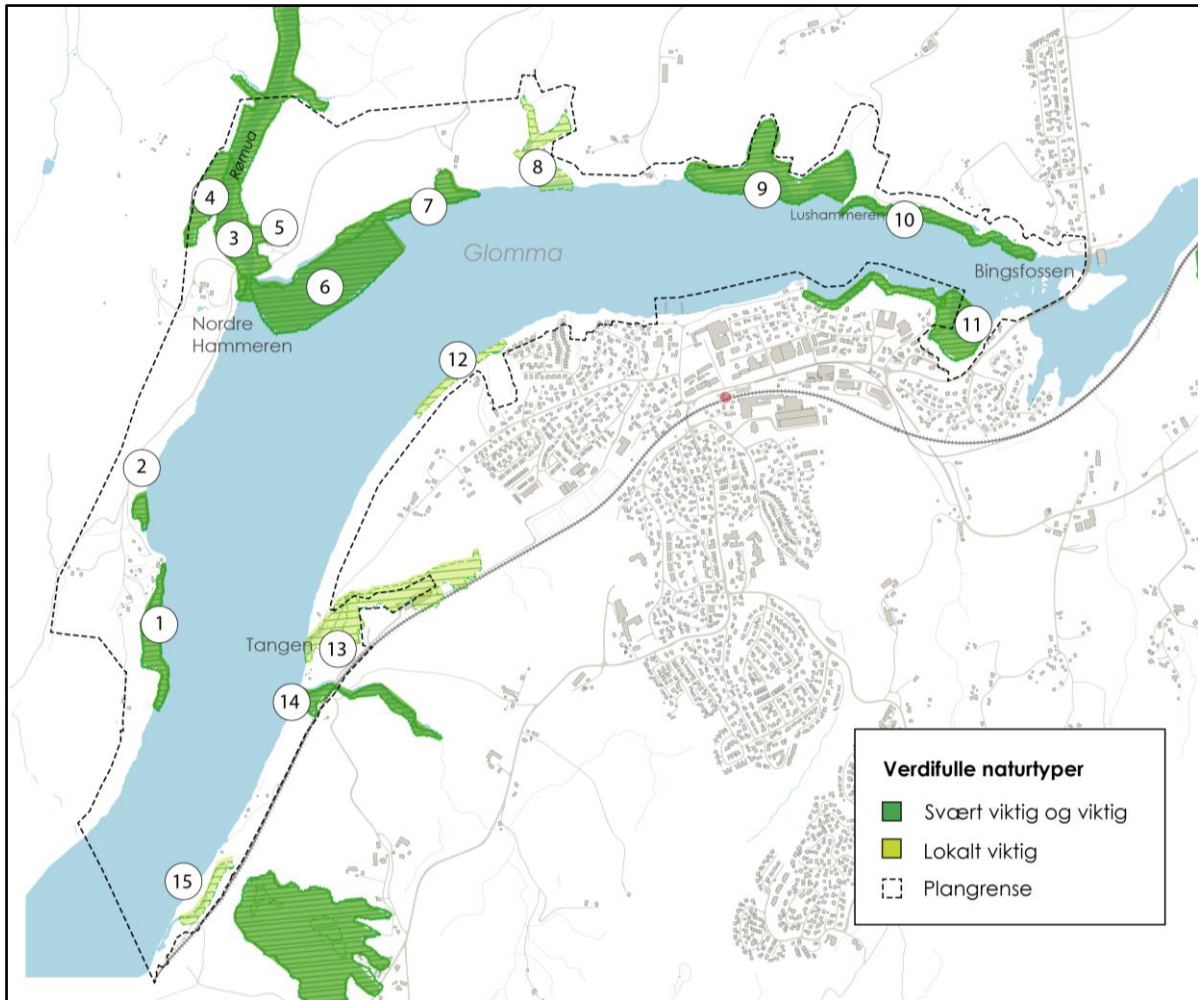 Rømua
8
4
7
9
5
3
Lushammeren
10
Glomma
Bingsfossen
6
Nordre
Hammeren
11
12
2
1
Tangen
13
14
Verdifulle naturtyper
Svært viktig og viktig
Lokalt viktig
Plangrense
15